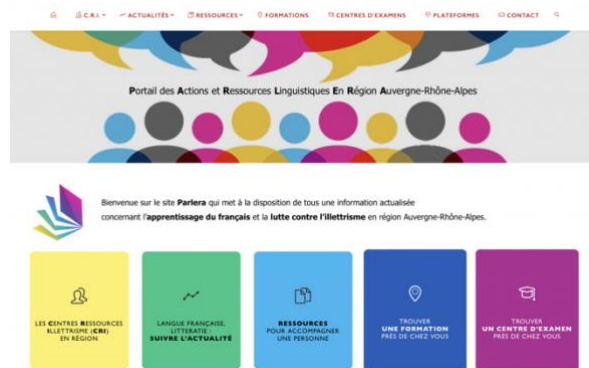 C.R.I. ACTUALITÉS RESSOURCES FORMATIONS CENTRES D'EXAMENS PLATEFORMES CONTACT
Portail des Actions et Ressources Linguistiques En Région Auvergne-Rhône-Alpes
Bienvenue sur le site Parlera qui met à la disposition de tous une information actualisée
concernant l'apprentissage du français et la lutte contre l'illettrisme en région Auvergne-Rhône-Alpes.
LES CENTRES RESSOURCES
ILLETTRISME (CRI)
EN RÉGION
LANGUE FRANÇAISE,
LITTERATIE :
SUIVRE L'ACTUALITÉ
RESSOURCES
POUR ACCOMPAGNER
UNE PERSONNE
TROUVER
UNE FORMATION
PRÈS DE CHEZ VOUS
TROUVER
UN CENTRE D'EXAMEN
PRÈS DE CHEZ VOUS